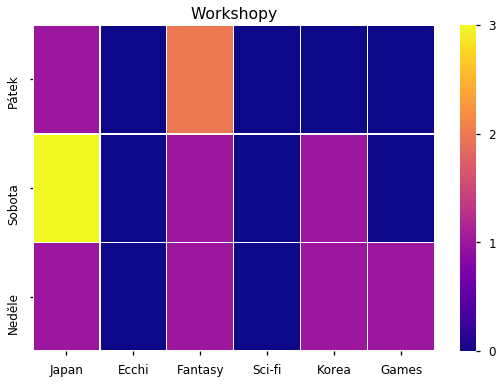 Workshopy
Pátek
Sobota
Neděle
Japan
Ecchi
Fantasy
Sci-fi
Korea
Games
3
2
1
0